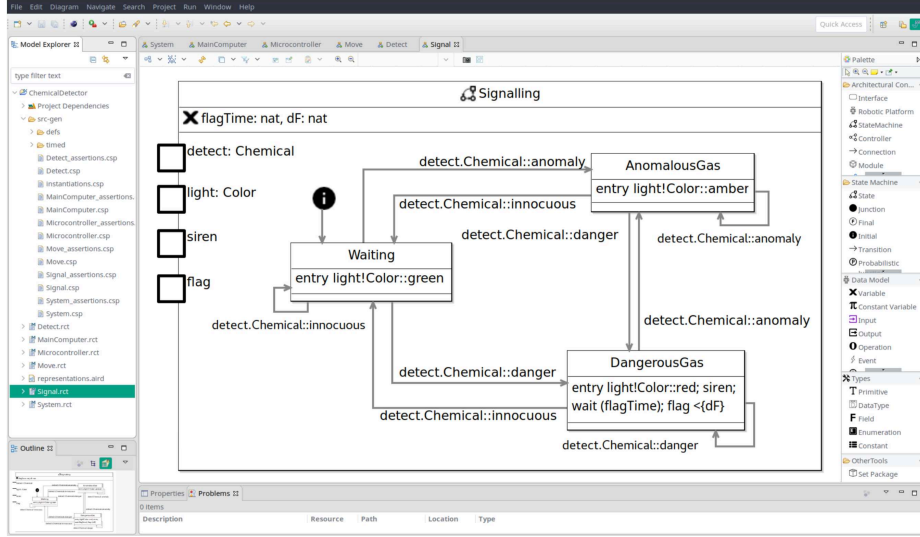 File Edit Diagram Navigate Search Project Run Window Help
Quick Access
Model Explorer
System MainComputer Microcontroller Move Detect Signal
type filter text
ChemicalDetector
Project Dependencies
src-gen
defs
timed
Detect_assertions.csp
Detect.csp
Instantiations.csp
MainComputer_assertions.
MainComputer.csp
Microcontroller_assertions.
Microcontroller.csp
Move_assertions.csp
Move.csp
Signal_assertions.csp
Signal.csp
System_assertions.csp
System.csp
Detect.rct
MainComputer.rct
Microcontroller.rct
Move.rct
representations.aird
Signal.rct
System.rct
Outline
Signalling
flagTime: nat, dF: nat
detect: Chemical
light: Color
siren
flag
i
detect.Chemical::anomaly
AnomalousGas
entry light!Color::amber
detect.Chemical::innocuous
detect.Chemical::danger
detect.Chemical::anomaly
Waiting
entry light!Color::green
detect.Chemical::innocuous
detect.Chemical::anomaly
DangerousGas
detect.Chemical::danger
entry light!Color::red; siren;
wait (flagTime); flag <{dF}
detect.Chemical::innocuous
detect.Chemical::danger
Palette
Architectural Con...
Interface
Robotic Platform
StateMachine
Controller
Connection
Module
State Machine
State
Junction
Final
Initial
Transition
Probabilistic
Data Model
Variable
Constant Variable
Input
Output
Operation
Event
Types
Primitive
DataType
Field
Enumeration
Constant
OtherTools
Set Package
Properties Problems
0 items
Description Resource Path Location Type